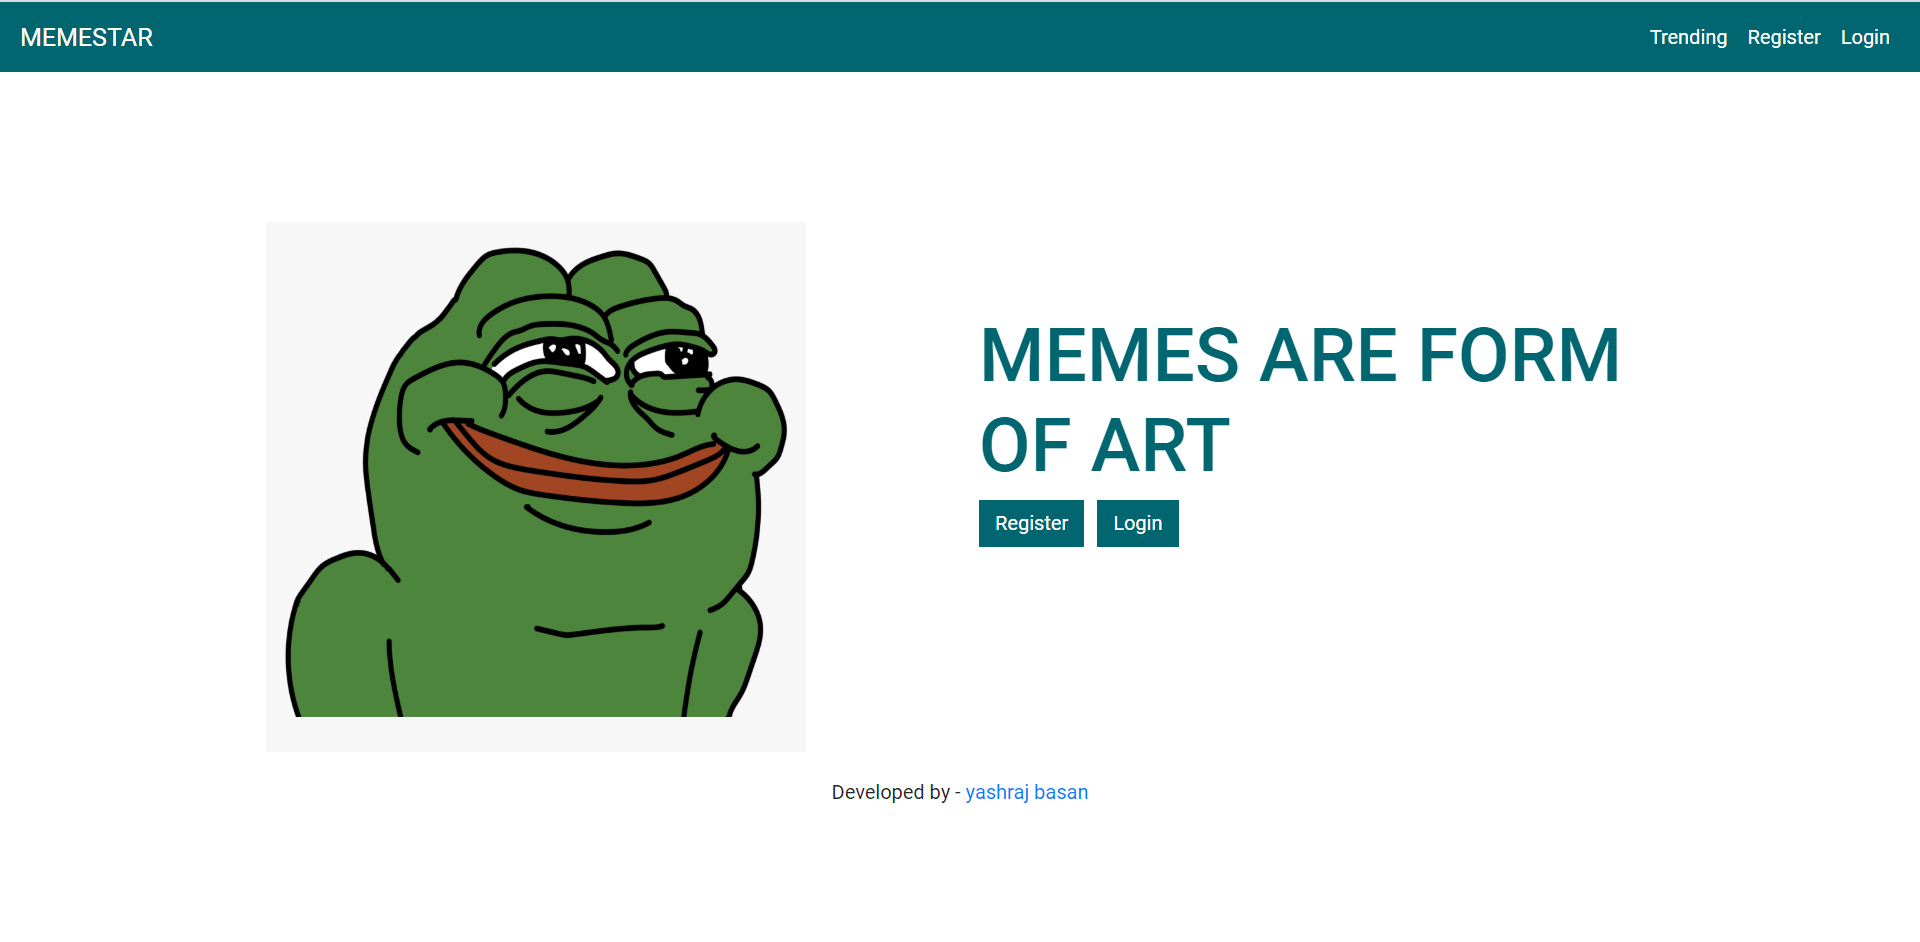 MEMESTAR
Trending Register Login
MEMES ARE FORM
OF ART
Register Login
Developed by - yashraj basan